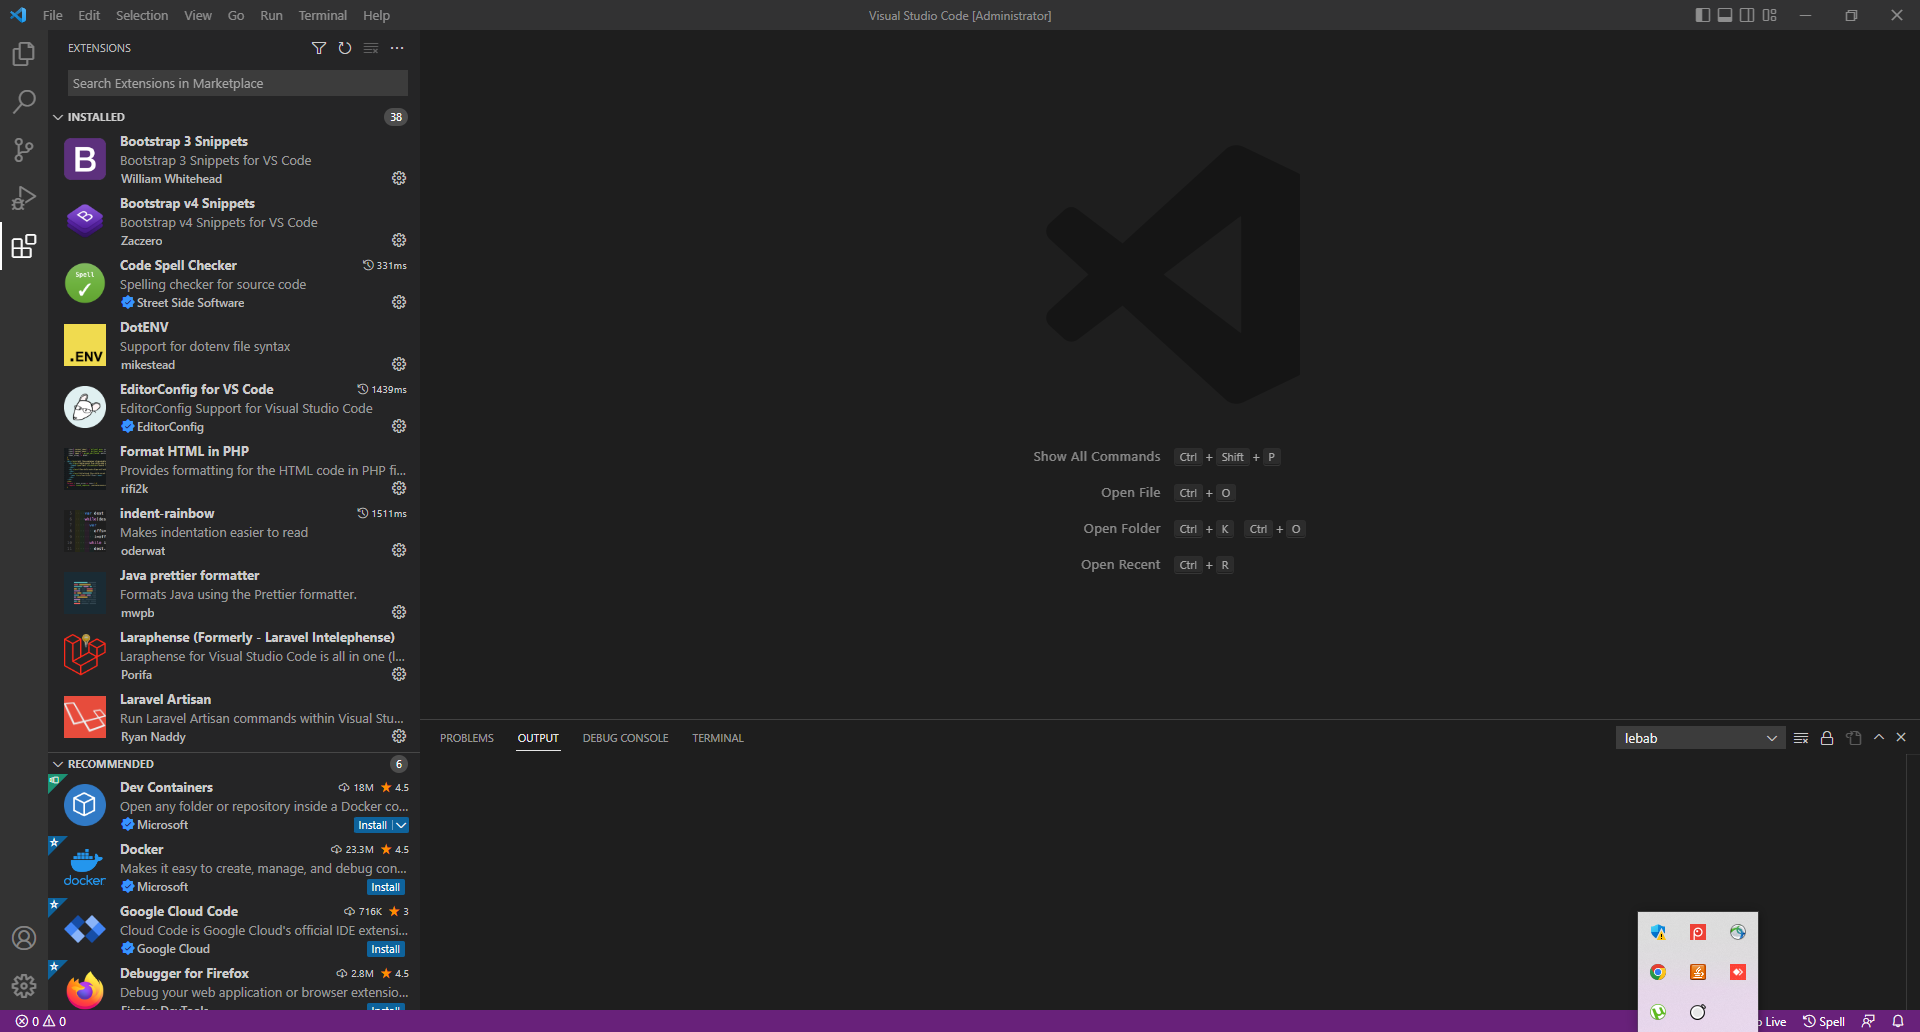 File Edit Selection View Go Run Terminal Help
Visual Studio Code [Administrator]
EXTENSIONS
Search Extensions in Marketplace
INSTALLED 38
Bootstrap 3 Snippets
Bootstrap 3 Snippets for VS Code
William Whitehead
Bootstrap v4 Snippets
Bootstrap v4 Snippets for VS Code
Zaczero
Spell
Code Spell Checker 331ms
Spelling checker for source code
Street Side Software
.ENV
DotENV
Support for dotenv file syntax
mikestead
EditorConfig for VS Code 1439ms
EditorConfig Support for Visual Studio Code
EditorConfig
Format HTML in PHP
Provides formatting for the HTML code in PHP fi...
rifi2k
indent-rainbow 1511ms
Makes indentation easier to read
oderwat
Java prettier formatter
Formats Java using the Prettier formatter.
mwpb
Laraphense (Formerly - Laravel Intelephense)
Laraphense for Visual Studio Code is all in one (l...
Porifa
Laravel Artisan
Run Laravel Artisan commands within Visual Stu...
Ryan Naddy
RECOMMENDED 6
Dev Containers 18M 4.5
Open any folder or repository inside a Docker co...
Microsoft Install
Docker 23.3M 4.5
Makes it easy to create, manage, and debug con...
docker
Microsoft Install
Google Cloud Code 716K 3
Cloud Code is Google Cloud's official IDE extensi...
Google Cloud Install
Debugger for Firefox 2.8M 4.5
Debug your web application or browser extensio...
Firefox DevTools Install
Show All Commands Ctrl + Shift + P
Open File Ctrl + O
Open Folder Ctrl + K Ctrl + O
Open Recent Ctrl + R
PROBLEMS OUTPUT DEBUG CONSOLE TERMINAL
lebab
0 0
Live Spell